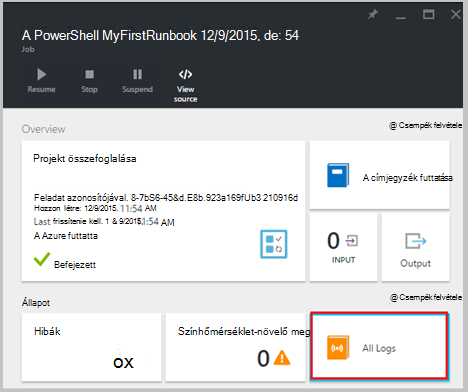 A PowerShell MyFirstRunbook 12/9/2015, de: 54
Job
Resume
Stop
Suspend
View source
Overview
@ Csempék felvétele
Projekt összefoglalása
Feladat azonosítójával. 8-7bS6-45&d.E8b.923a169fUb3 210916d
Hozzon létre: 12/9/2015. 11:54 AM
Last frissítenie kell. 1 & 9/2015, 1:54 AM
A Azure futtatta
Befejezett
A címjegyzék futtatása
0
INPUT
Output
Állapot
@ Csempék felvétele
Hibák
OX
Színhőmérséklet-növelő meg
0
All Logs